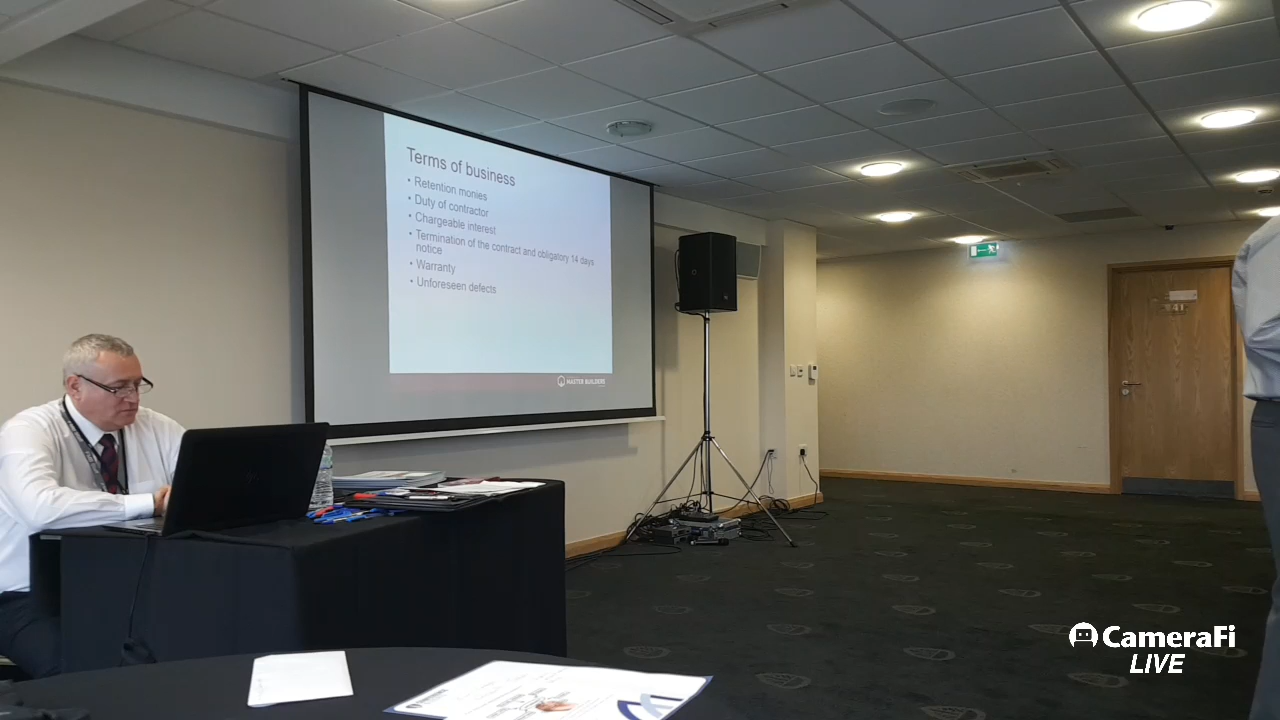 Terms of business
• Retention monies
• Duty of contractor
• Chargeable interest
• Termination of the contract and obligatory 14 days
notice
• Warranty
• Unforeseen defects
MASTER BUILDERS
CameraFi
LIVE